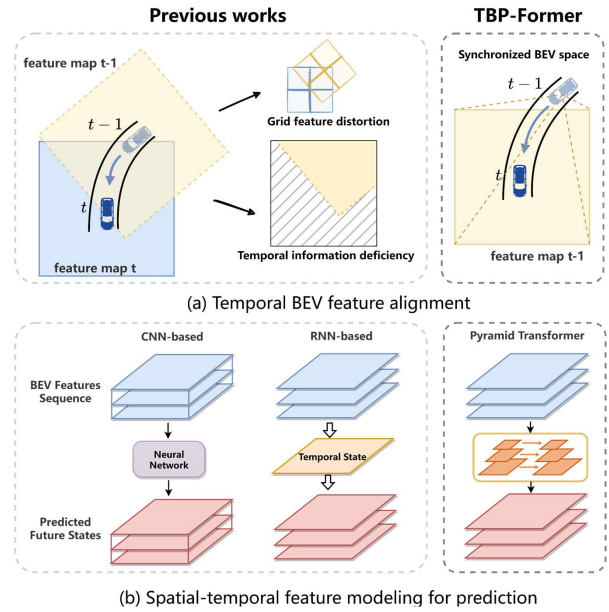 Previous works
TBP-Former
feature map t-1
t − 1
t
feature map t
Grid feature distortion
Temporal information deficiency
Synchronized BEV space
t − 1
t
feature map t-1
(a) Temporal BEV feature alignment
CNN-based
RNN-based
Pyramid Transformer
BEV Features
Sequence
Neural
Network
Temporal State
Predicted
Future States
(b) Spatial-temporal feature modeling for prediction